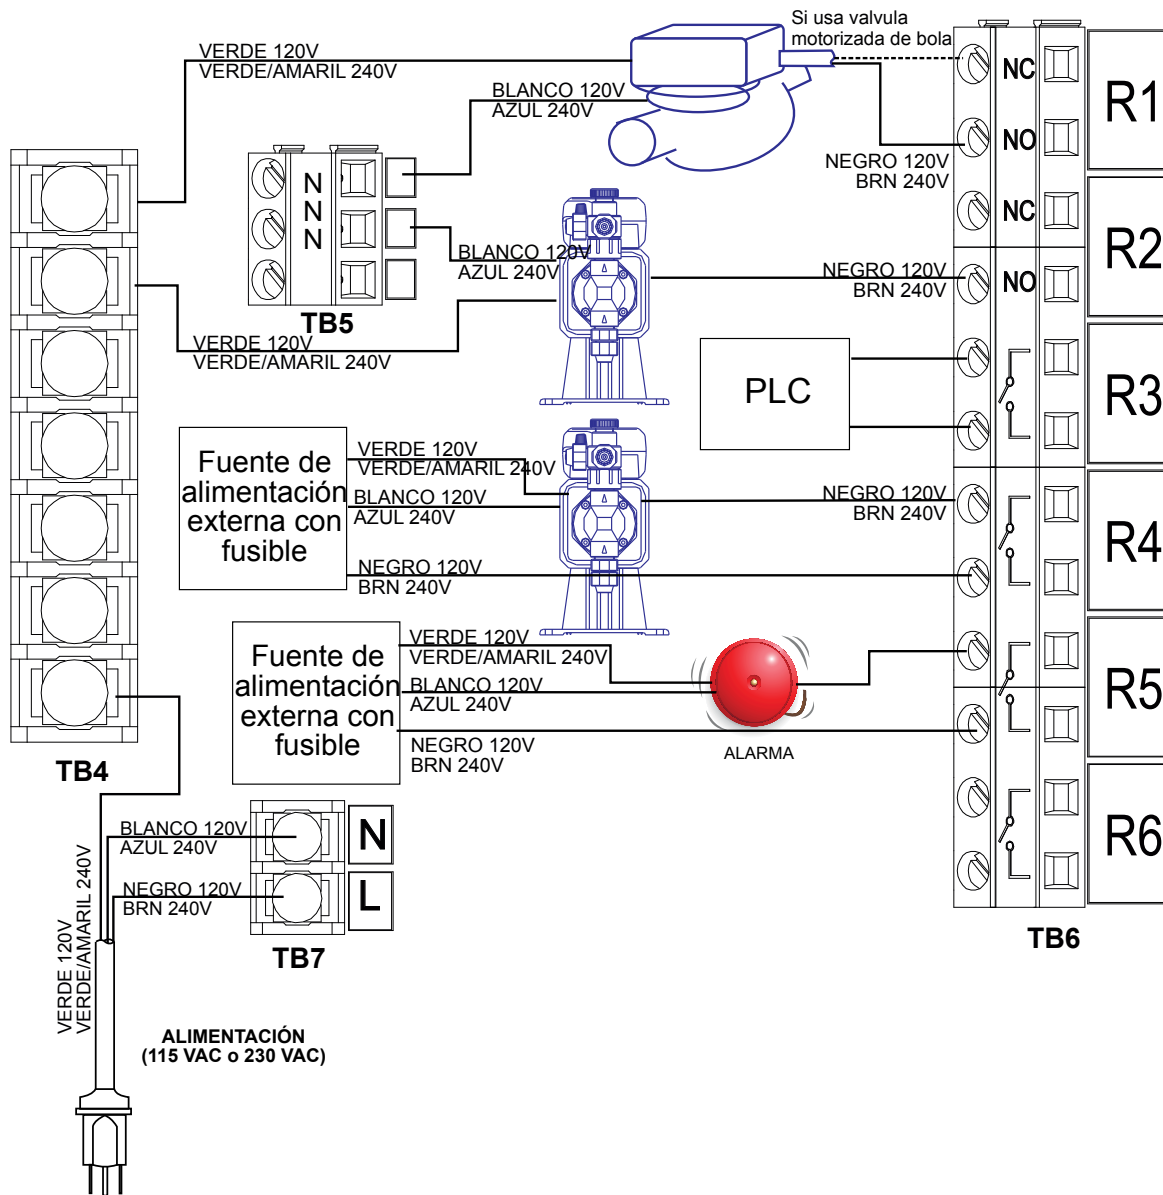 Si usa valvula
motorizada de bola
VERDE 120V
VERDE/AMARIL 240V
BLANCO 120V
AZUL 240V
NC
R1
NO
NEGRO 120V
BRN 240V
N
N
N
NC
R2
BLANCO 120V
AZUL 240V
NEGRO 120V
BRN 240V
NO
TB5
VERDE 120V
VERDE/AMARIL 240V
PLC
R3
Fuente de
alimentación
externa con
fusible
VERDE 120V
VERDE/AMARIL 240V
BLANCO 120V
AZUL 240V
NEGRO 120V
BRN 240V
R4
NEGRO 120V
BRN 240V
Fuente de
alimentación
externa con
fusible
VERDE 120V
VERDE/AMARIL 240V
BLANCO 120V
AZUL 240V
R5
NEGRO 120V
BRN 240V
ALARMA
TB4
BLANCO 120V
AZUL 240V
N
R6
NEGRO 120V
BRN 240V
L
TB7
TB6
VERDE 120V
VERDE/AMARIL 240V
ALIMENTACIÓN
(115 VAC o 230 VAC)